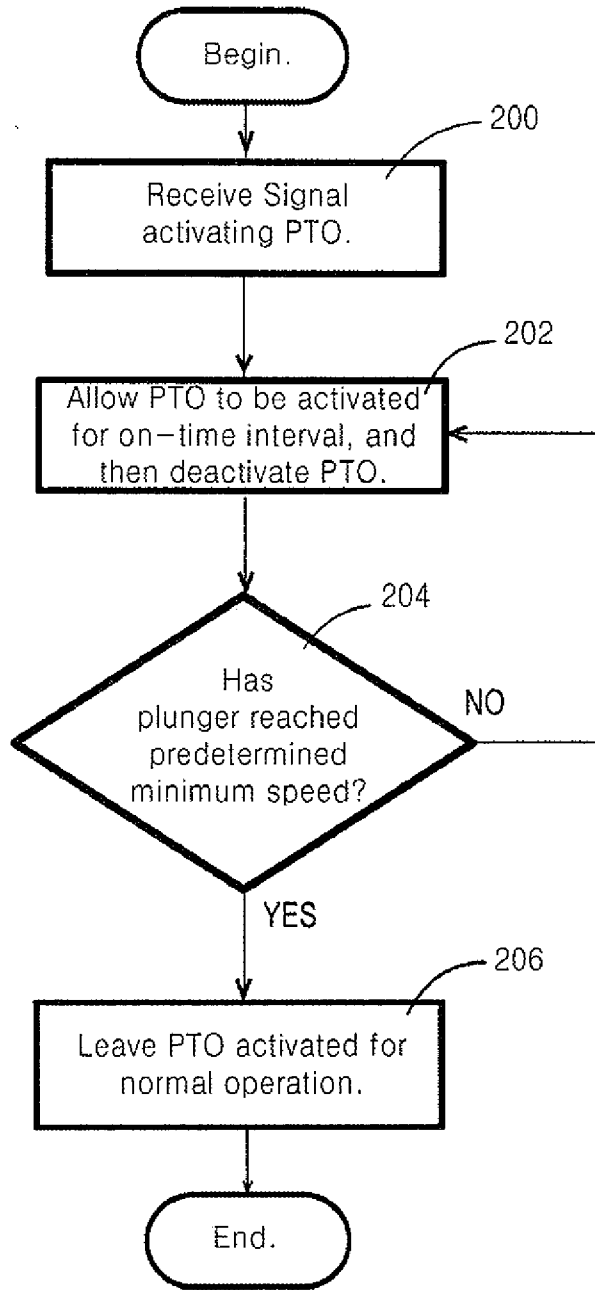 Begin.
200
Receive Signal
activating PTO.
202
Allow PTO to be activated
for on-time interval, and
then deactivate PTO.
204
Has
plunger reached
predetermined
minimum speed?
NO
YES
206
Leave PTO activated for
normal operation.
End.